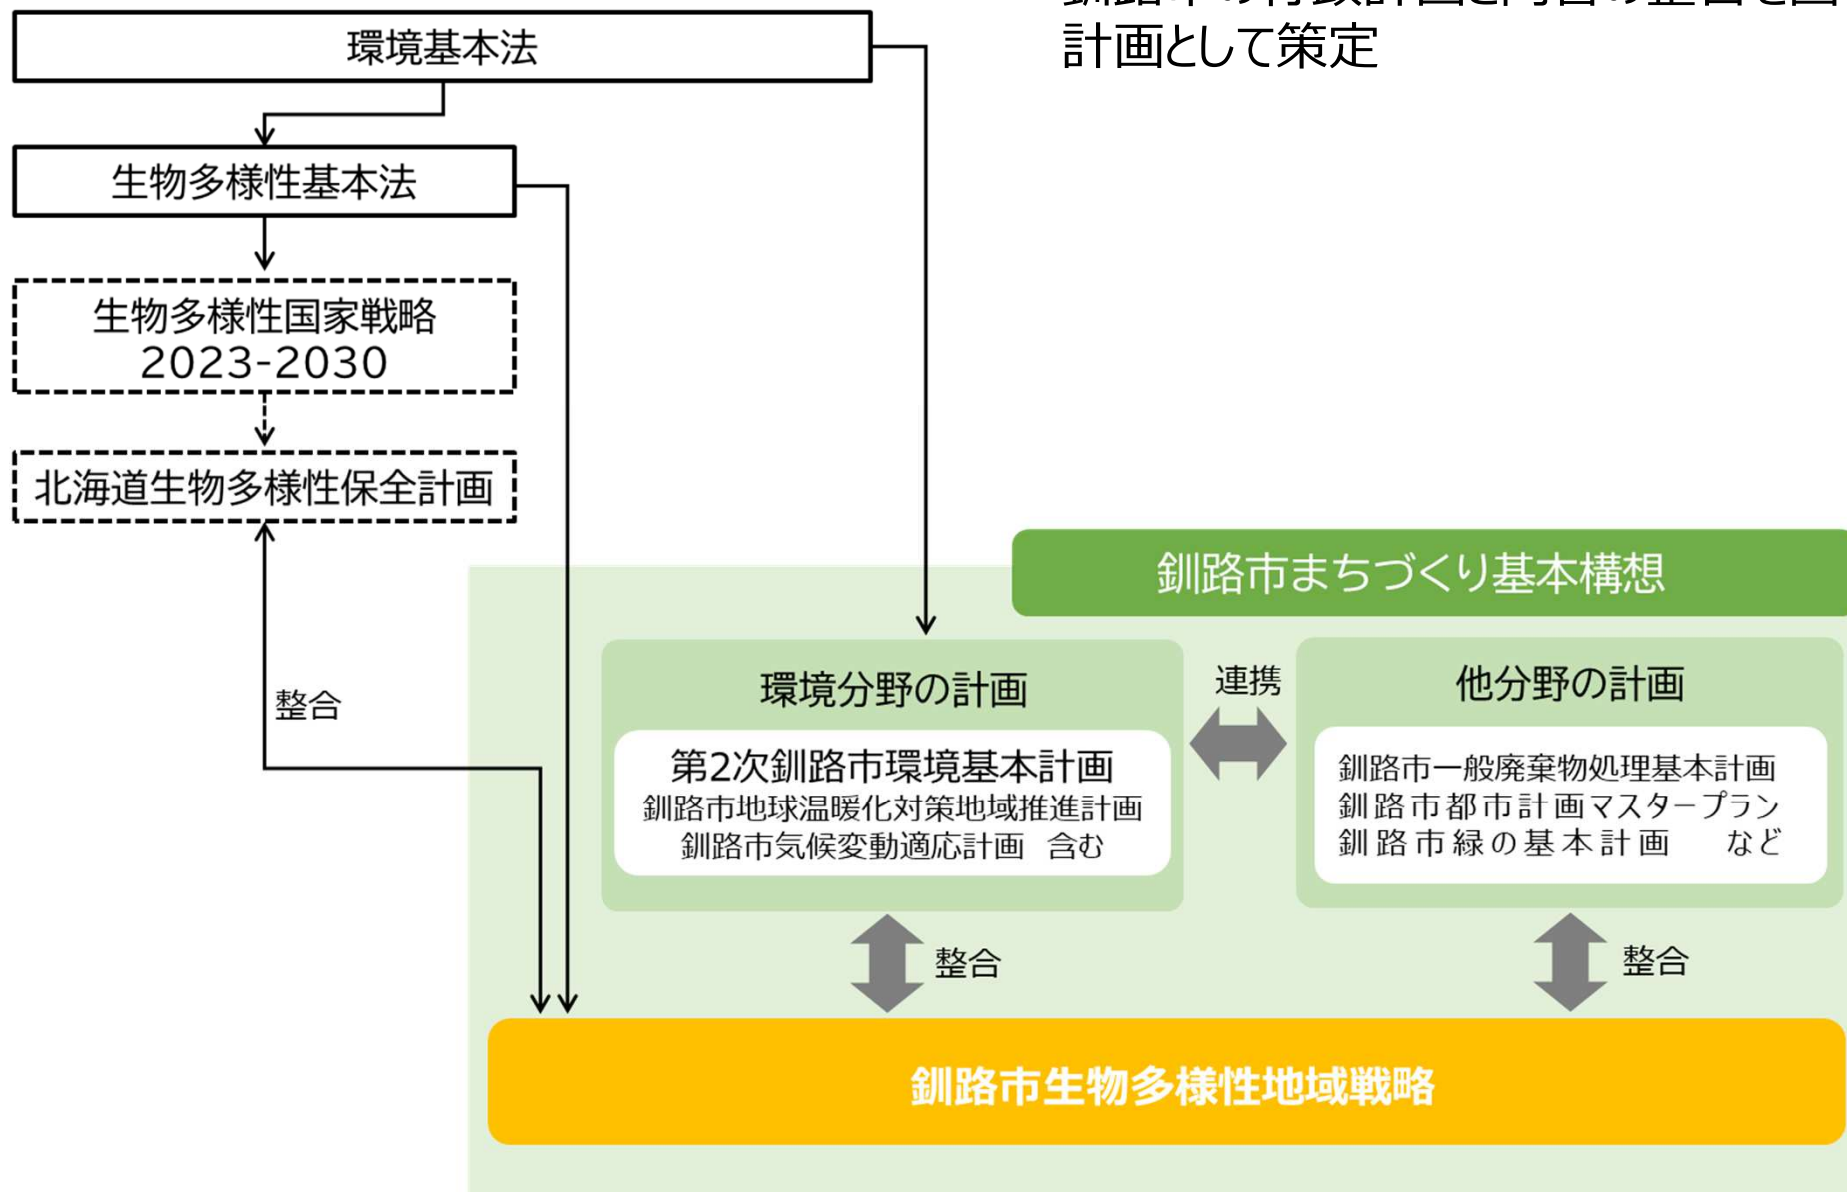 計画として策定
環境基本法
生物多様性基本法
生物多様性国家戦略
2023-2030
北海道生物多様性保全計画
整合
釧路市まちづくり基本構想
環境分野の計画
第2次釧路市環境基本計画
釧路市地球温暖化対策地域推進計画
釧路市気候変動適応計画 含む
連携
他分野の計画
釧路市一般廃棄物処理基本計画
釧路市都市計画マスタープラン
釧路市緑の基本計画 など
整合
整合
釧路市生物多様性地域戦略